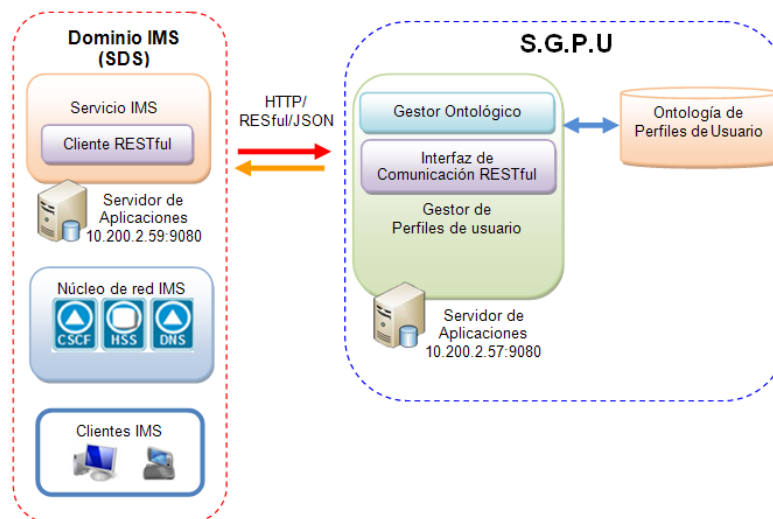 Dominio IMS
(SDS)
Servicio IMS
Cliente RESTful
Servidor de
Aplicaciones
10.200.2.59:9080
Núcleo de red IMS
CSCF
HSS
DNS
Clientes IMS
HTTP/
RESful/JSON
S.G.P.U
Gestor Ontológico
Interfaz de
Comunicación RESTful
Gestor de
Perfiles de usuario
Servidor de
Aplicaciones
10.200.2.57:9080
Ontología de
Perfiles de Usuario